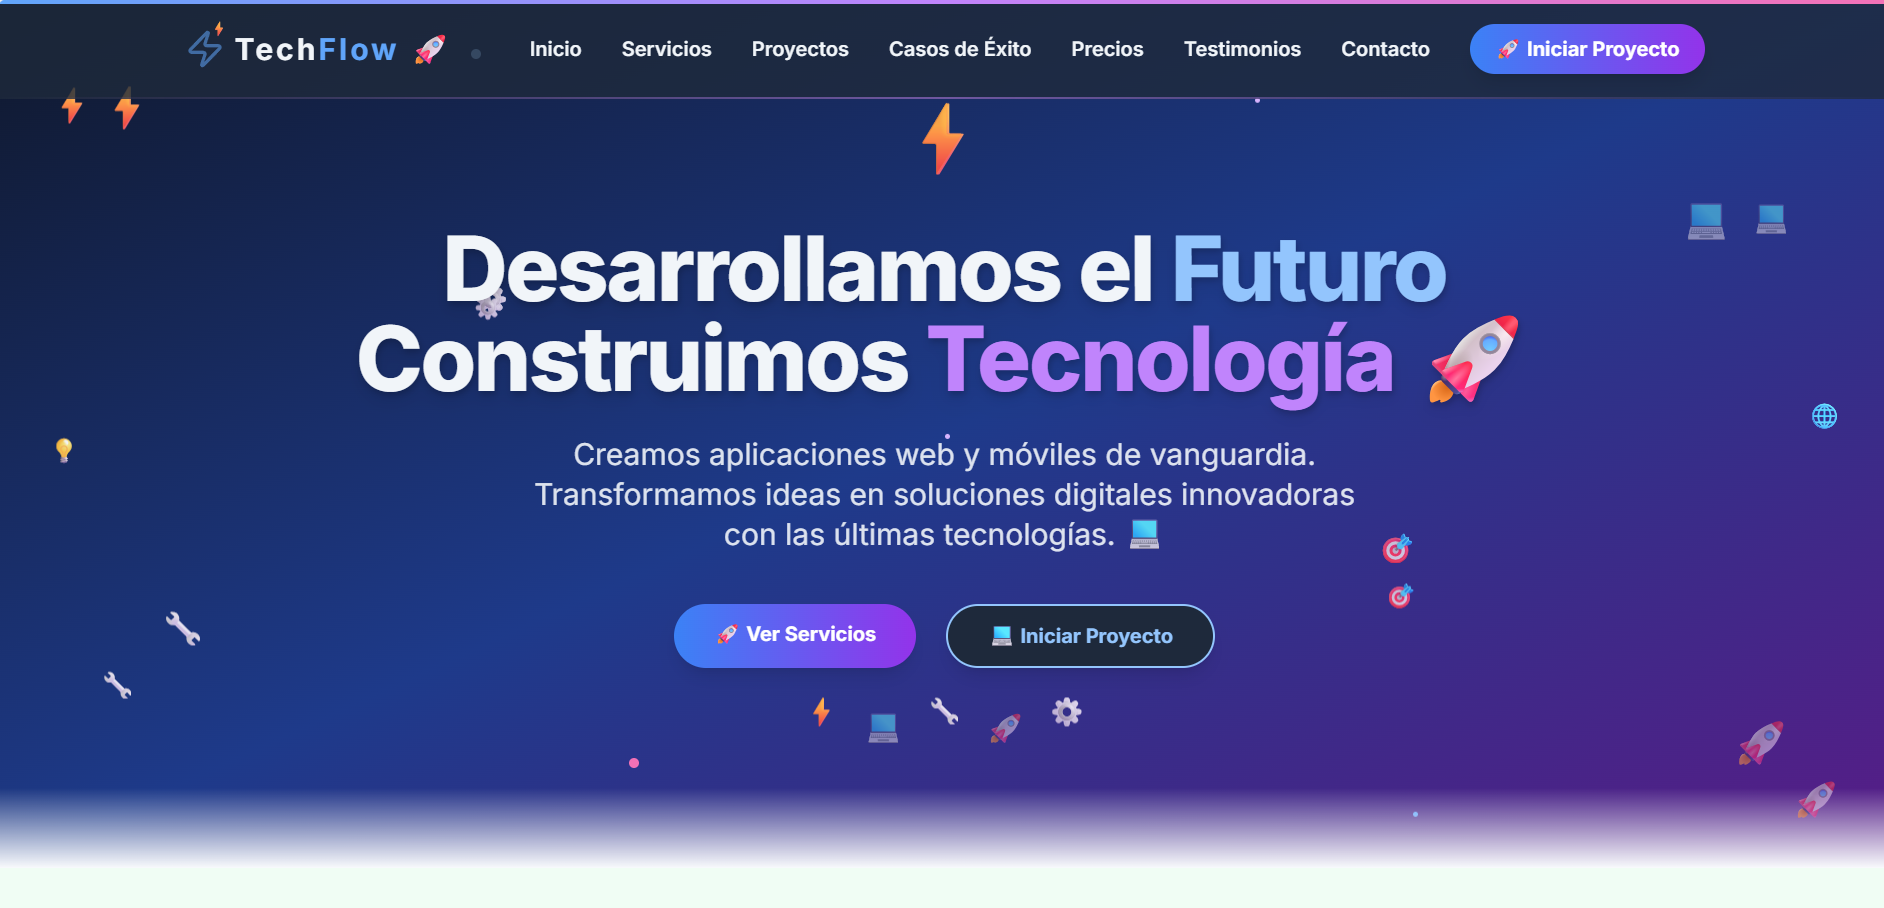 TechFlow 🚀
Inicio
Servicios
Proyectos
Casos de Éxito
Precios
Testimonios
Contacto
🚀 Iniciar Proyecto
Desarrollamos el Futuro
Construimos Tecnología 🚀
Creamos aplicaciones web y móviles de vanguardia.
Transformamos ideas en soluciones digitales innovadoras
con las últimas tecnologías. 💻
🚀 Ver Servicios
💻 Iniciar Proyecto